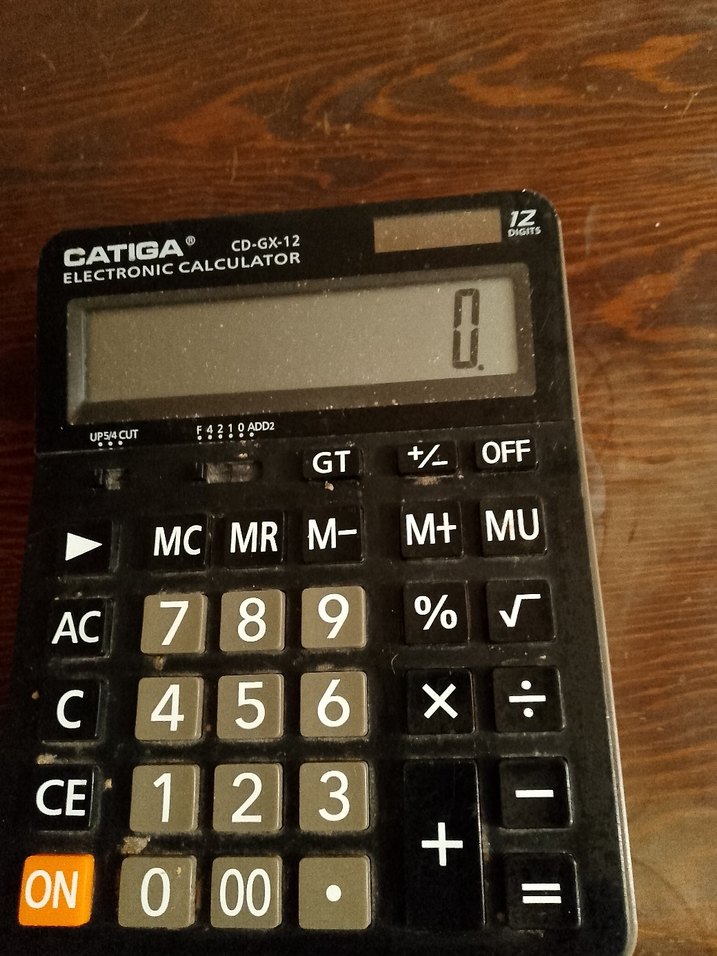 CATIGA® CD-GX-12
12
DIGITS
ELECTRONIC CALCULATOR
0.
UP5/4 CUT F 4 2 1 0 ADD2
GT +/− OFF
▶ MC MR M− M+ MU
AC 7 8 9 % √
C 4 5 6 × ÷
CE 1 2 3 + −
ON 0 00 • =